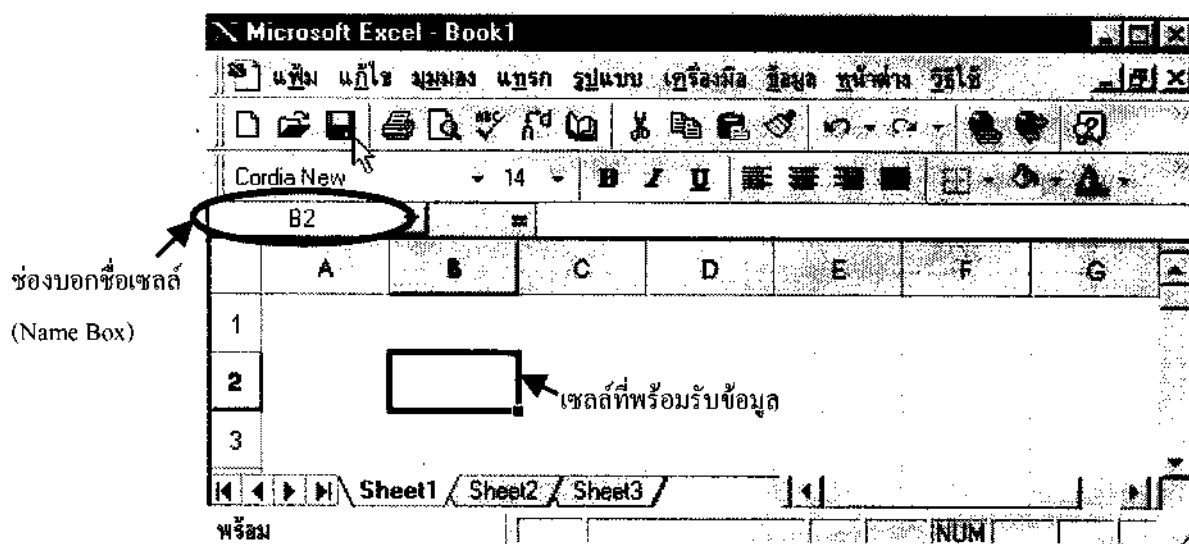 Microsoft Excel - Book1
แฟ้ม แก้ไข มุมมอง แทรก รูปแบบ เครื่องมือ ข้อมูล หน้าต่าง วิธีใช้
ABC
Cordia New 14 B I U A
B2 =
ช่องบอกชื่อเซลล์
(Name Box)
A B C D E F G
1
2 เซลล์ที่พร้อมรับข้อมูล
3
Sheet1 Sheet2 Sheet3
พร้อม NUM